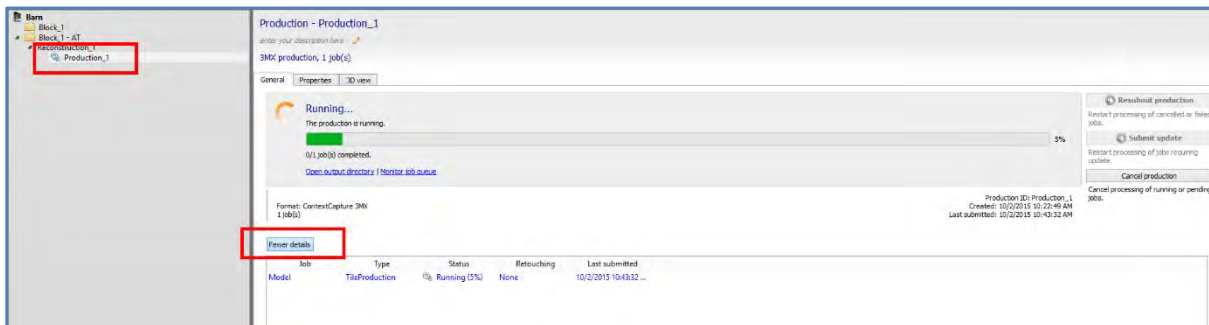 Barn
Block_1
Block_1 - AT
Reconstruction_1
Production_1
Production - Production_1
enter your description here
3MX production, 1 job(s)
General Properties 3D view
Running...
The production is running.
5%
0/1 job(s) completed.
Open output directory | Monitor job queue
Format: ContextCapture 3MX
1 job(s)
Production ID: Production_1
Created: 10/2/2015 10:22:49 AM
Last submitted: 10/2/2015 10:43:32 AM
Resubmit production
Restart processing of cancelled or failed
jobs.
Submit update
Restart processing of jobs requiring
update.
Cancel production
Cancel processing of running or pending
jobs.
Fewer details
Job Type Status Retouching Last submitted
Model TileProduction Running (5%) None 10/2/2015 10:43:32 ...